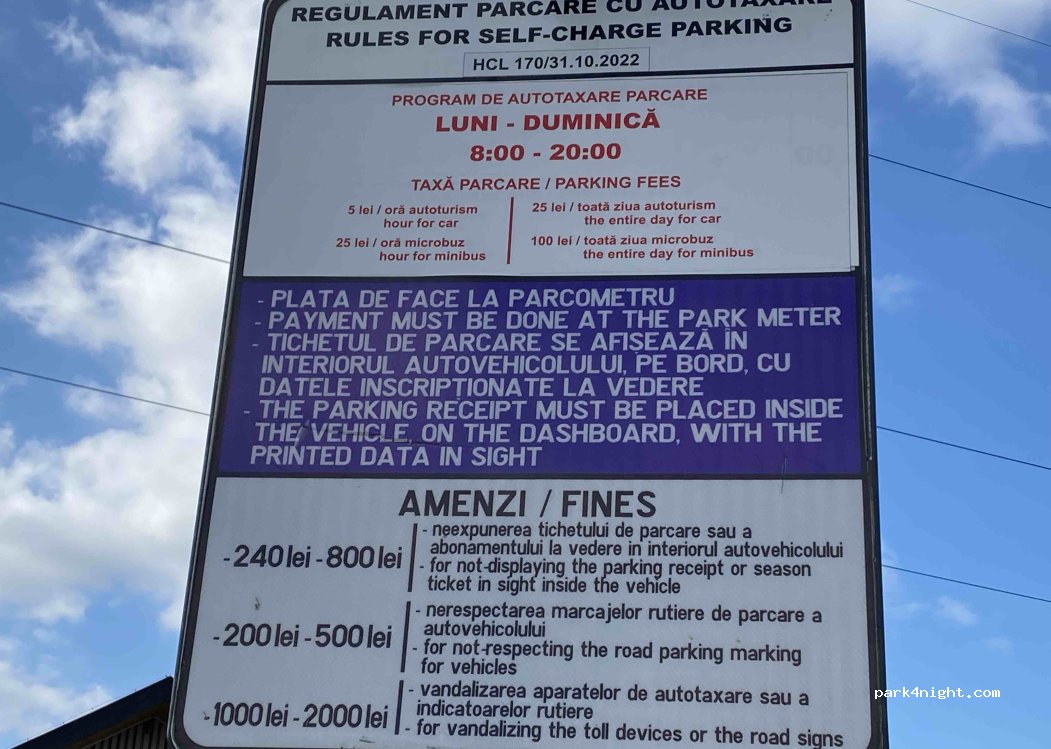 REGULAMENT PARCARE CU AUTOTAXARE
RULES FOR SELF-CHARGE PARKING
HCL 170/31.10.2022
PROGRAM DE AUTOTAXARE PARCARE
LUNI - DUMINICĂ
8:00 - 20:00
TAXĂ PARCARE / PARKING FEES
5 lei / oră autoturism
hour for car
25 lei / oră microbuz
hour for minibus
25 lei / toată ziua autoturism
the entire day for car
100 lei / toată ziua microbuz
the entire day for minibus
- PLATA DE FACE LA PARCOMETRU
- PAYMENT MUST BE DONE AT THE PARK METER
- TICHETUL DE PARCARE SE AFIȘEAZĂ ÎN
INTERIORUL AUTOVEHICOLULUI, PE BORD, CU
DATELE INSCRIPȚIONATE LA VEDERE
- THE PARKING RECEIPT MUST BE PLACED INSIDE
THE VEHICLE, ON THE DASHBOARD, WITH THE
PRINTED DATA IN SIGHT
AMENZI / FINES
- 240 lei - 800 lei
- neexpunerea tichetului de parcare sau a
abonamentului la vedere in interiorul autovehicolului
- for not-displaying the parking receipt or season
ticket in sight inside the vehicle
- 200 lei - 500 lei
- nerespectarea marcajelor rutiere de parcare a
autovehicolului
- for not-respecting the road parking marking
for vehicles
- 1000 lei - 2000 lei
- vandalizarea aparatelor de autotaxare sau a
indicatoarelor rutiere
- for vandalizing the toll devices or the road signs
park4night.com